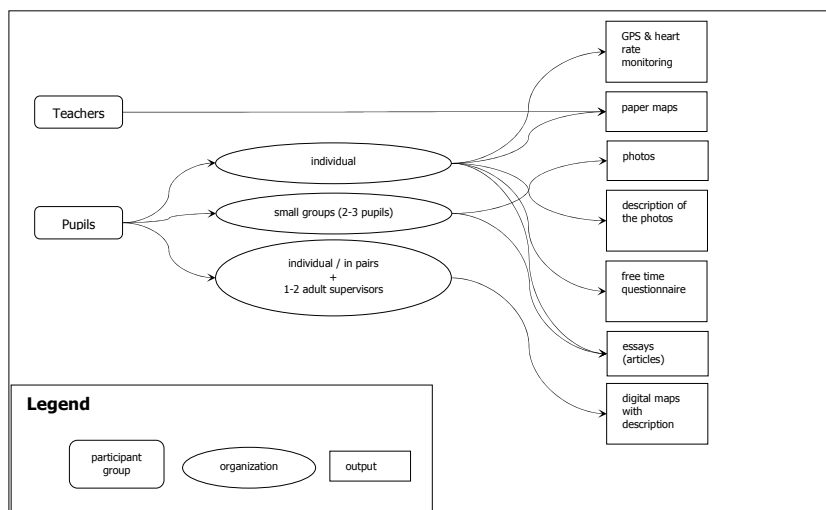 GPS & heart
rate
monitoring
paper maps
Teachers
photos
individual
description of
the photos
small groups (2-3 pupils)
Pupils
individual / in pairs
+
1-2 adult supervisors
free time
questionnaire
essays
(articles)
digital maps
with
description
Legend
participant
group
organization
output